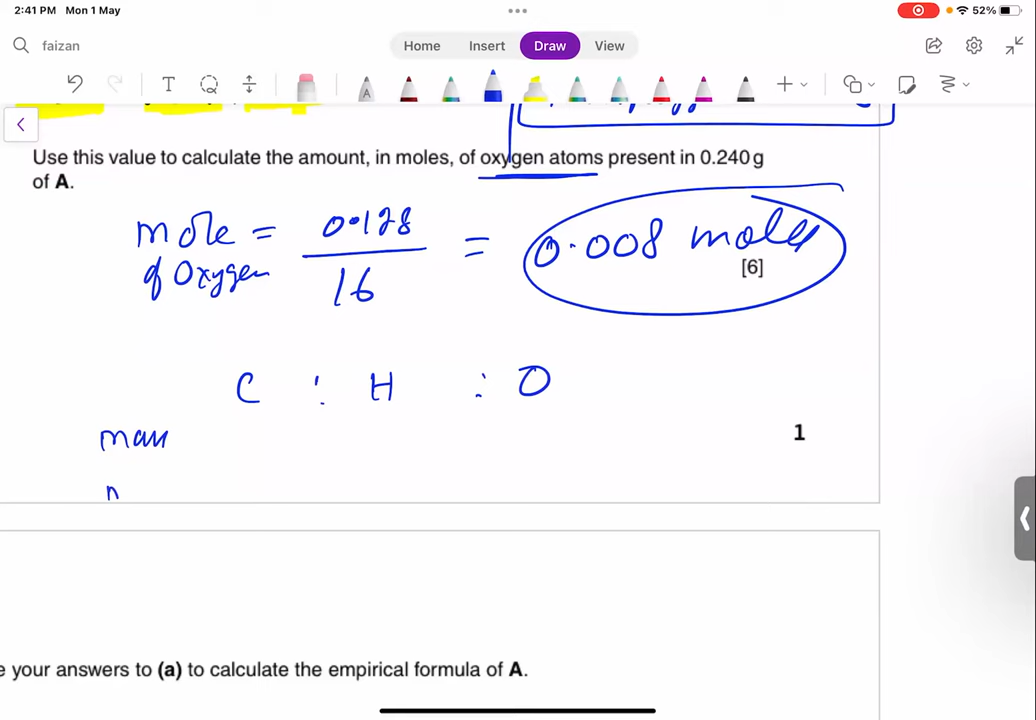 2:41 PM Mon 1 May
52%
faizan
Home Insert Draw View
Use this value to calculate the amount, in moles, of oxygen atoms present in 0.240 g
of A.
mole = 0.128 = 0.008 moles
of Oxygen 16
[6]
C : H : O
mass
1
n
e your answers to (a) to calculate the empirical formula of A.